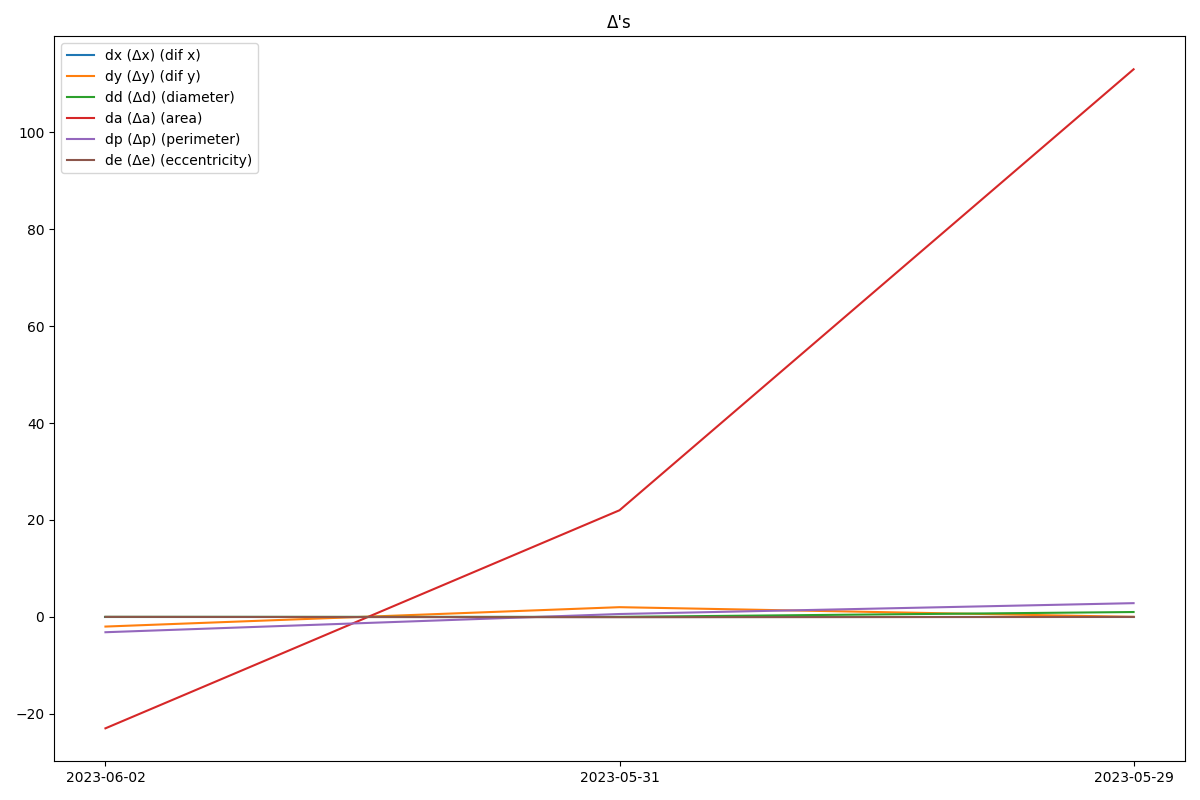 Δ's
dx (Δx) (dif x)
dy (Δy) (dif y)
dd (Δd) (diameter)
da (Δa) (area)
dp (Δp) (perimeter)
de (Δe) (eccentricity)
100
80
60
40
20
0
−20
2023-06-02 2023-05-31 2023-05-29